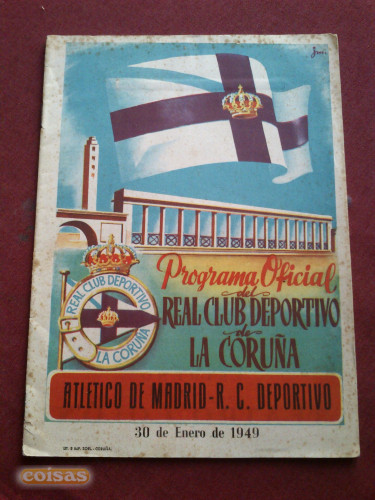 Programa Oficial
del
REAL CLUB DEPORTIVO
de
LA CORUÑA
REAL CLUB DEPORTIVO
LA CORUÑA
ATLETICO DE MADRID-R. C. DEPORTIVO
30 de Enero de 1949
coisas